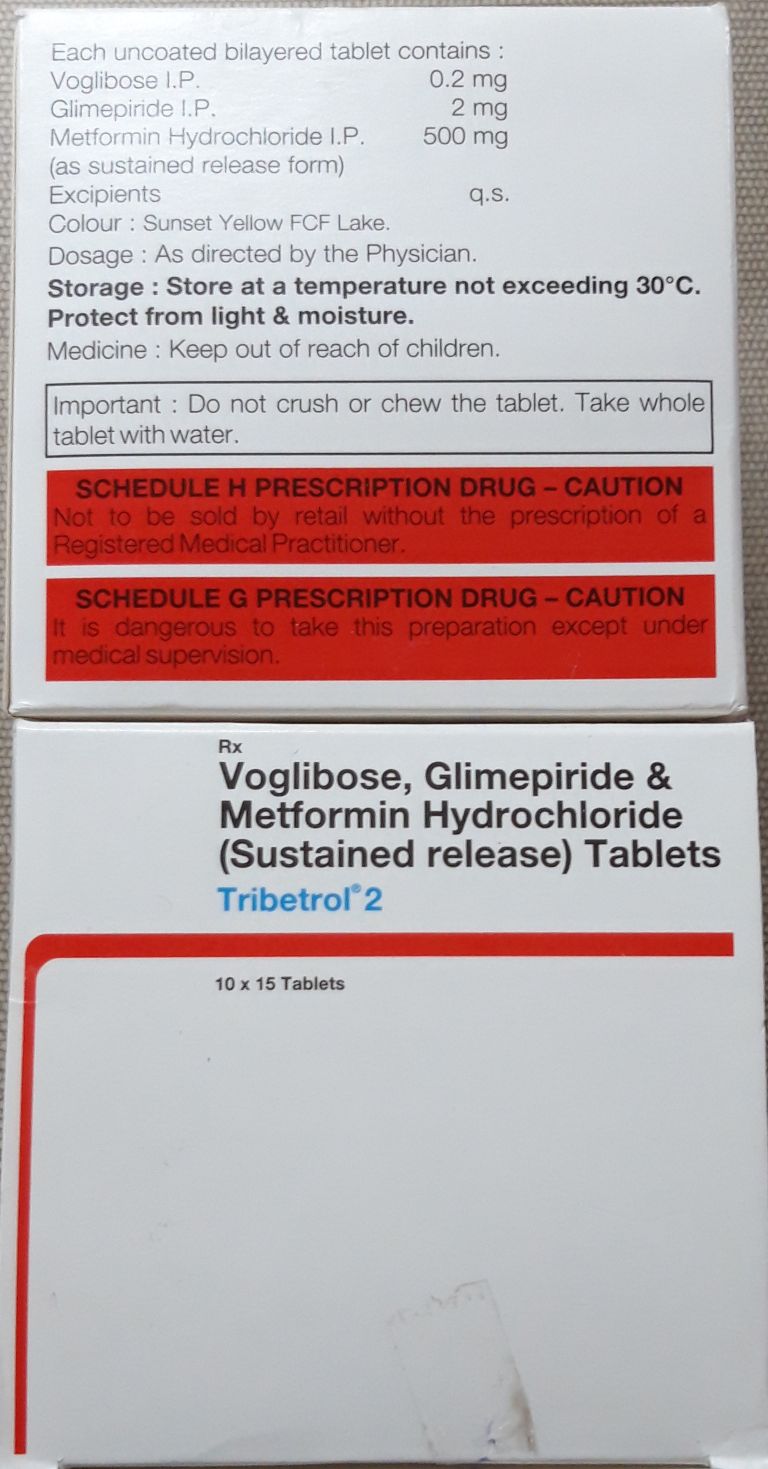 Each uncoated bilayered tablet contains :
Voglibose I.P. 0.2 mg
Glimepiride I.P. 2 mg
Metformin Hydrochloride I.P. 500 mg
(as sustained release form)
Excipients q.s.
Colour : Sunset Yellow FCF Lake.
Dosage : As directed by the Physician.
Storage : Store at a temperature not exceeding 30°C.
Protect from light & moisture.
Medicine : Keep out of reach of children.
Important : Do not crush or chew the tablet. Take whole
tablet with water.
SCHEDULE H PRESCRIPTION DRUG – CAUTION
Not to be sold by retail without the prescription of a
Registered Medical Practitioner.
SCHEDULE G PRESCRIPTION DRUG – CAUTION
It is dangerous to take this preparation except under
medical supervision.
Rx
Voglibose, Glimepiride &
Metformin Hydrochloride
(Sustained release) Tablets
Tribetrol® 2
10 x 15 Tablets